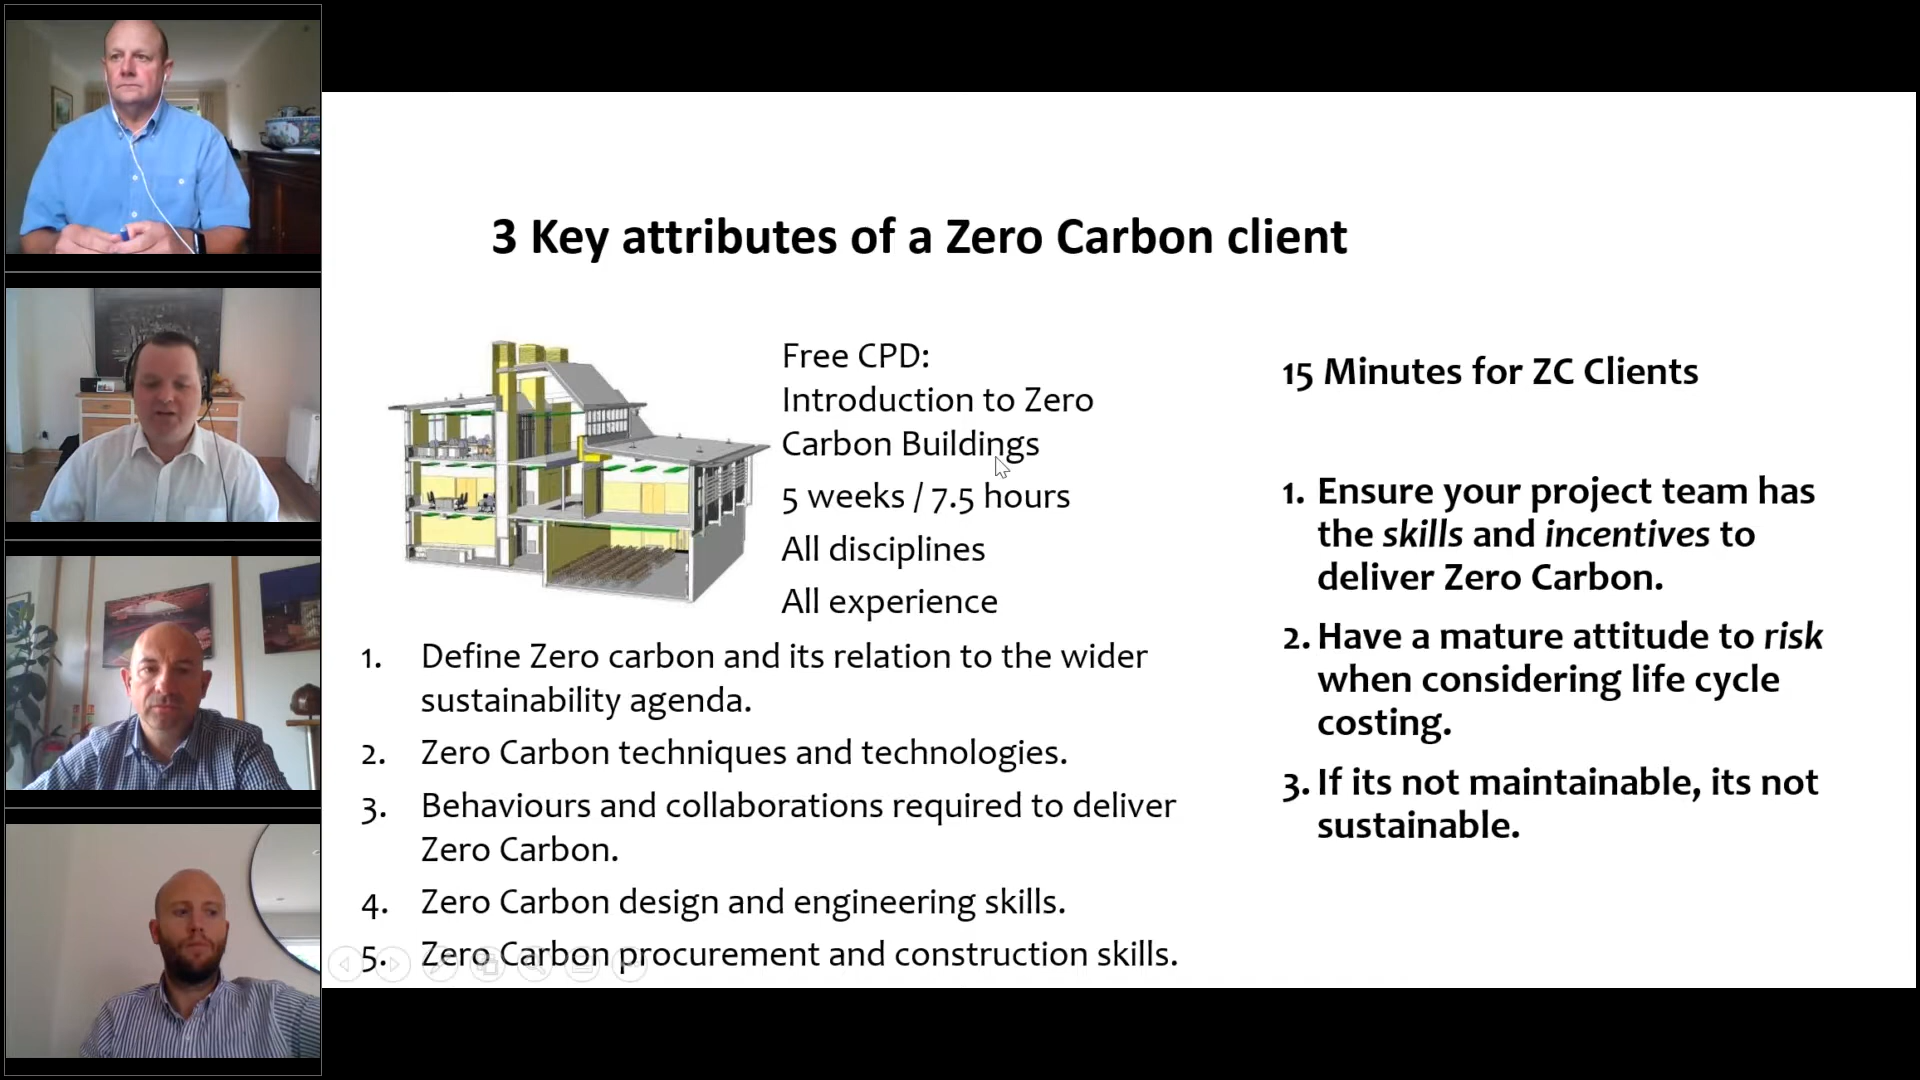 3 Key attributes of a Zero Carbon client
Free CPD:
Introduction to Zero
Carbon Buildings
5 weeks / 7.5 hours
All disciplines
All experience
1. Define Zero carbon and its relation to the wider
sustainability agenda.
2. Zero Carbon techniques and technologies.
3. Behaviours and collaborations required to deliver
Zero Carbon.
4. Zero Carbon design and engineering skills.
5. Zero Carbon procurement and construction skills.
15 Minutes for ZC Clients
1. Ensure your project team has
the skills and incentives to
deliver Zero Carbon.
2. Have a mature attitude to risk
when considering life cycle
costing.
3. If its not maintainable, its not
sustainable.